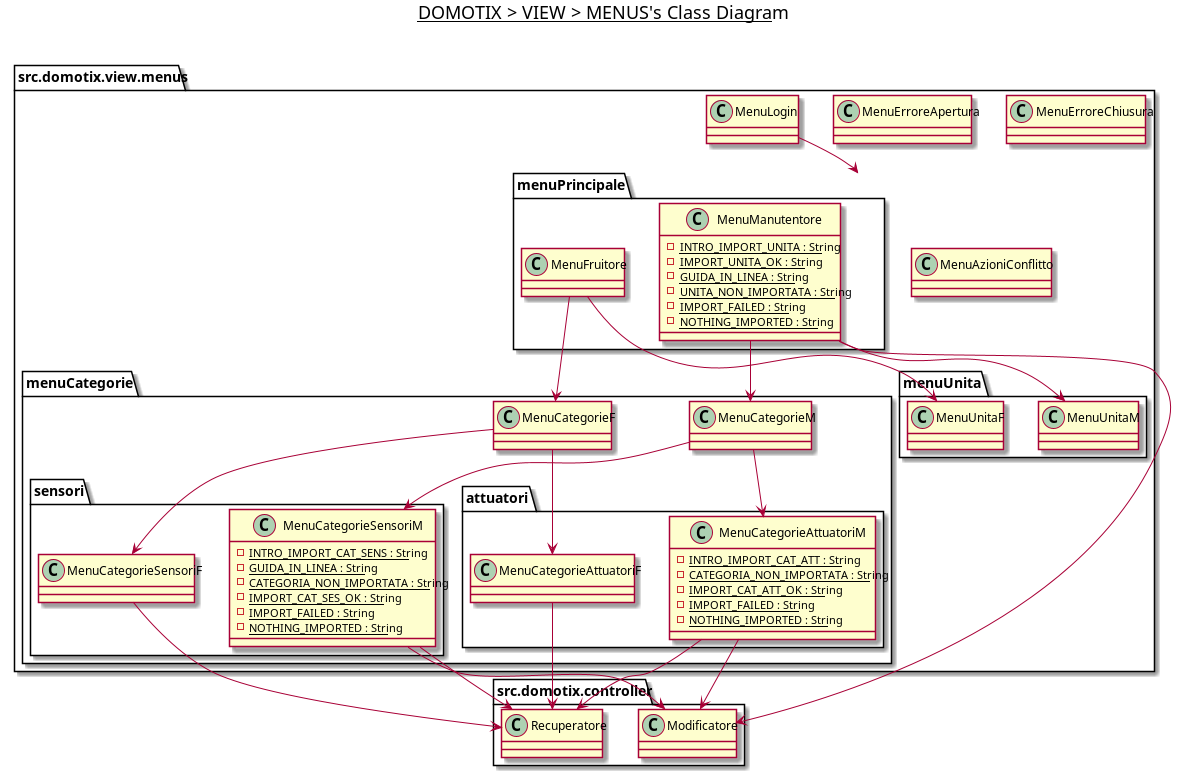 DOMOTIX > VIEW > MENUS's Class Diagram
src.domotix.view.menus
C MenuLogin
C MenuErroreApertura
C MenuErroreChiusura
menuPrincipale
C MenuManutentore
INTRO_IMPORT_UNITA : String
IMPORT_UNITA_OK : String
GUIDA_IN_LINEA : String
UNITA_NON_IMPORTATA : String
IMPORT_FAILED : String
NOTHING_IMPORTED : String
C MenuFruitore
C MenuAzioniConflitto
menuCategorie
menuUnita
C MenuCategorieF
C MenuCategorieM
C MenuUnitaF
C MenuUnitaM
sensori
attuatori
C MenuCategorieSensoriM
INTRO_IMPORT_CAT_SENS : String
GUIDA_IN_LINEA : String
CATEGORIA_NON_IMPORTATA : String
IMPORT_CAT_SES_OK : String
IMPORT_FAILED : String
NOTHING_IMPORTED : String
C MenuCategorieSensoriF
C MenuCategorieAttuatoriF
C MenuCategorieAttuatoriM
INTRO_IMPORT_CAT_ATT : String
CATEGORIA_NON_IMPORTATA : String
IMPORT_CAT_ATT_OK : String
IMPORT_FAILED : String
NOTHING_IMPORTED : String
src.domotix.controller
C Recuperatore
C Modificatore